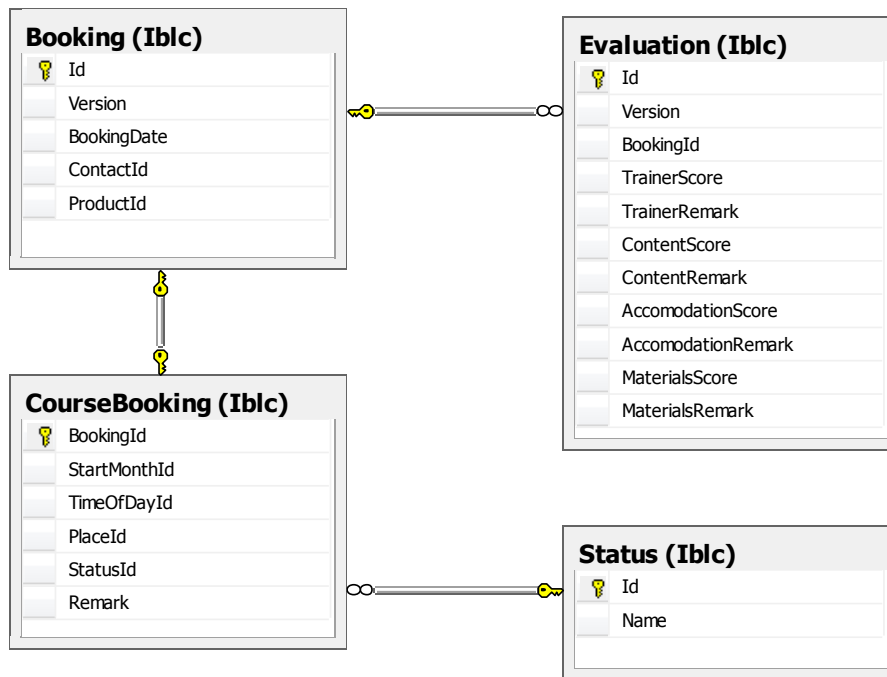 Booking (Iblc)
Id
Version
BookingDate
ContactId
ProductId
Evaluation (Iblc)
Id
Version
BookingId
TrainerScore
TrainerRemark
ContentScore
ContentRemark
AccomodationScore
AccomodationRemark
MaterialsScore
MaterialsRemark
CourseBooking (Iblc)
BookingId
StartMonthId
TimeOfDayId
PlaceId
StatusId
Remark
Status (Iblc)
Id
Name